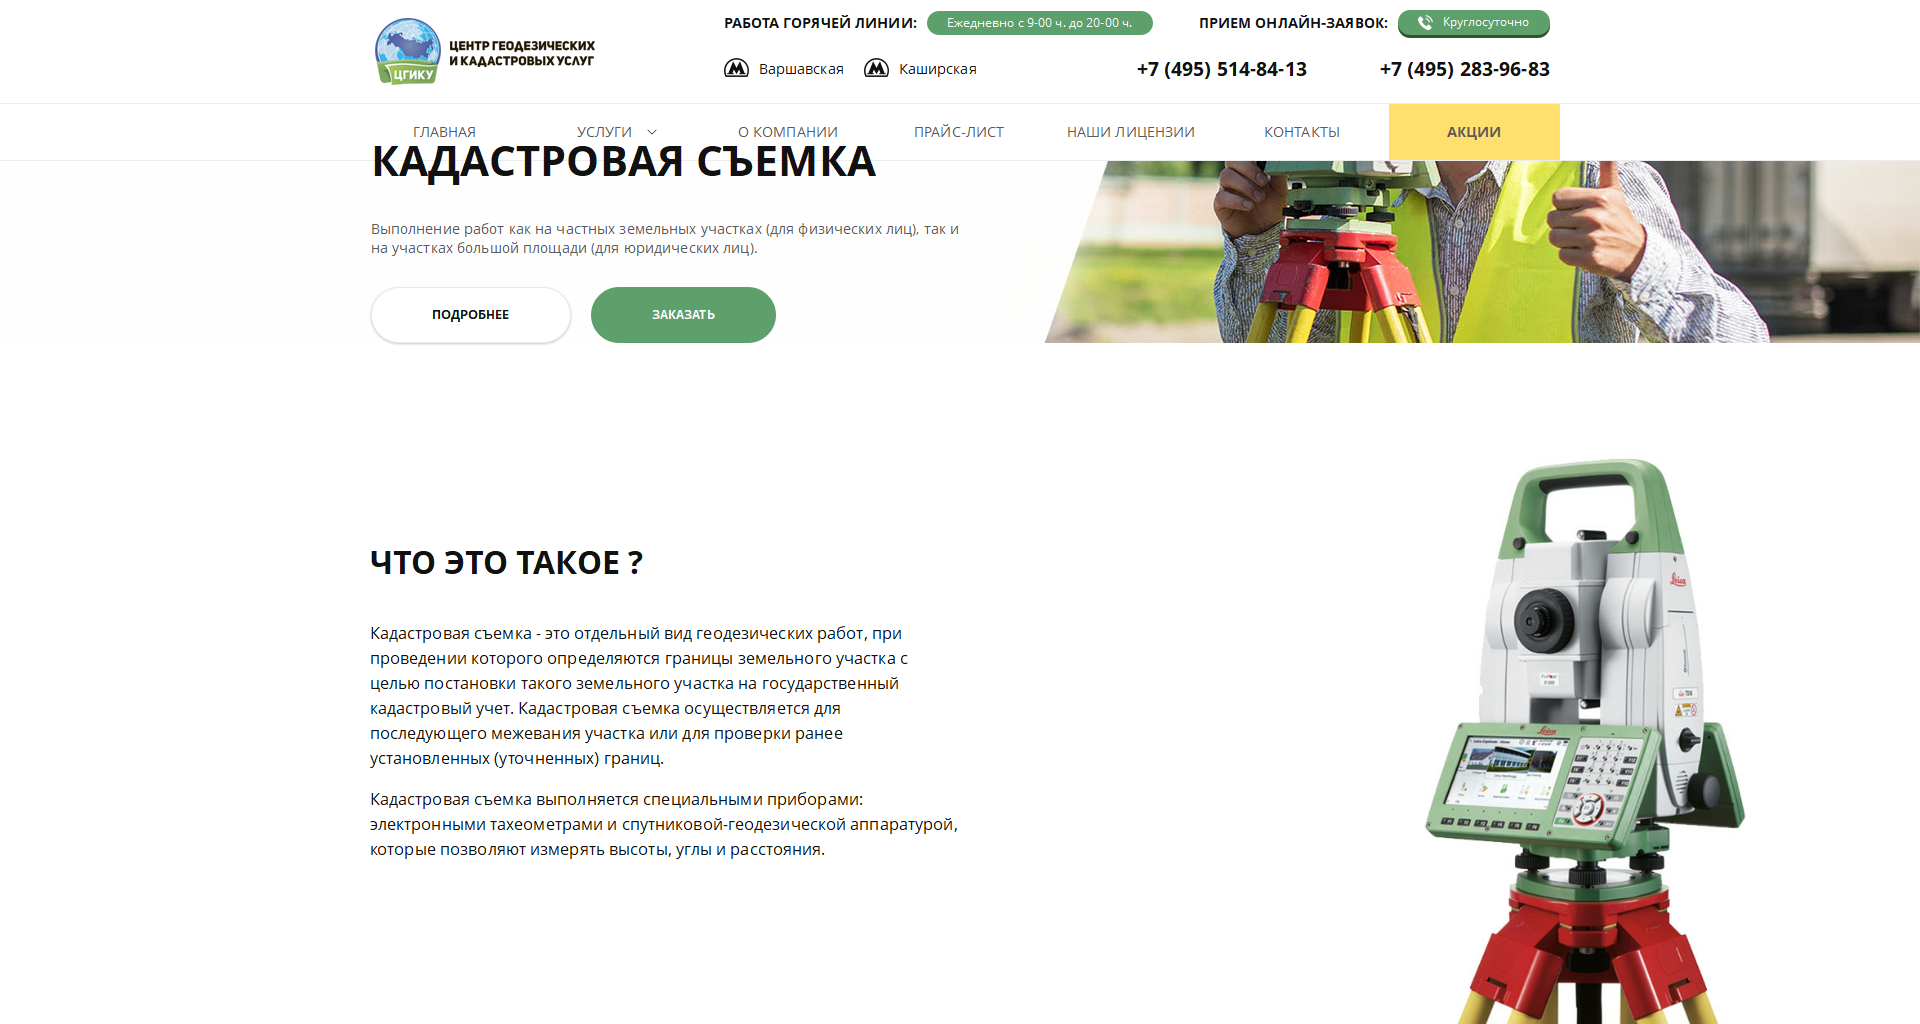 РАБОТА ГОРЯЧЕЙ ЛИНИИ: Ежедневно с 9-00 ч. до 20-00 ч. ПРИЕМ ОНЛАЙН-ЗАЯВОК: Круглосуточно
ЦГИКУ
ЦЕНТР ГЕОДЕЗИЧЕСКИХ
И КАДАСТРОВЫХ УСЛУГ
Варшавская Каширская +7 (495) 514-84-13 +7 (495) 283-96-83
ГЛАВНАЯ УСЛУГИ О КОМПАНИИ ПРАЙС-ЛИСТ НАШИ ЛИЦЕНЗИИ КОНТАКТЫ АКЦИИ
КАДАСТРОВАЯ СЪЕМКА
Выполнение работ как на частных земельных участках (для физических лиц), так и
на участках большой площади (для юридических лиц).
ПОДРОБНЕЕ ЗАКАЗАТЬ
ЧТО ЭТО ТАКОЕ ?
Кадастровая съемка - это отдельный вид геодезических работ, при
проведении которого определяются границы земельного участка с
целью постановки такого земельного участка на государственный
кадастровый учет. Кадастровая съемка осуществляется для
последующего межевания участка или для проверки ранее
установленных (уточненных) границ.
Кадастровая съемка выполняется специальными приборами:
электронными тахеометрами и спутниковой-геодезической аппаратурой,
которые позволяют измерять высоты, углы и расстояния.
Leica
Leica